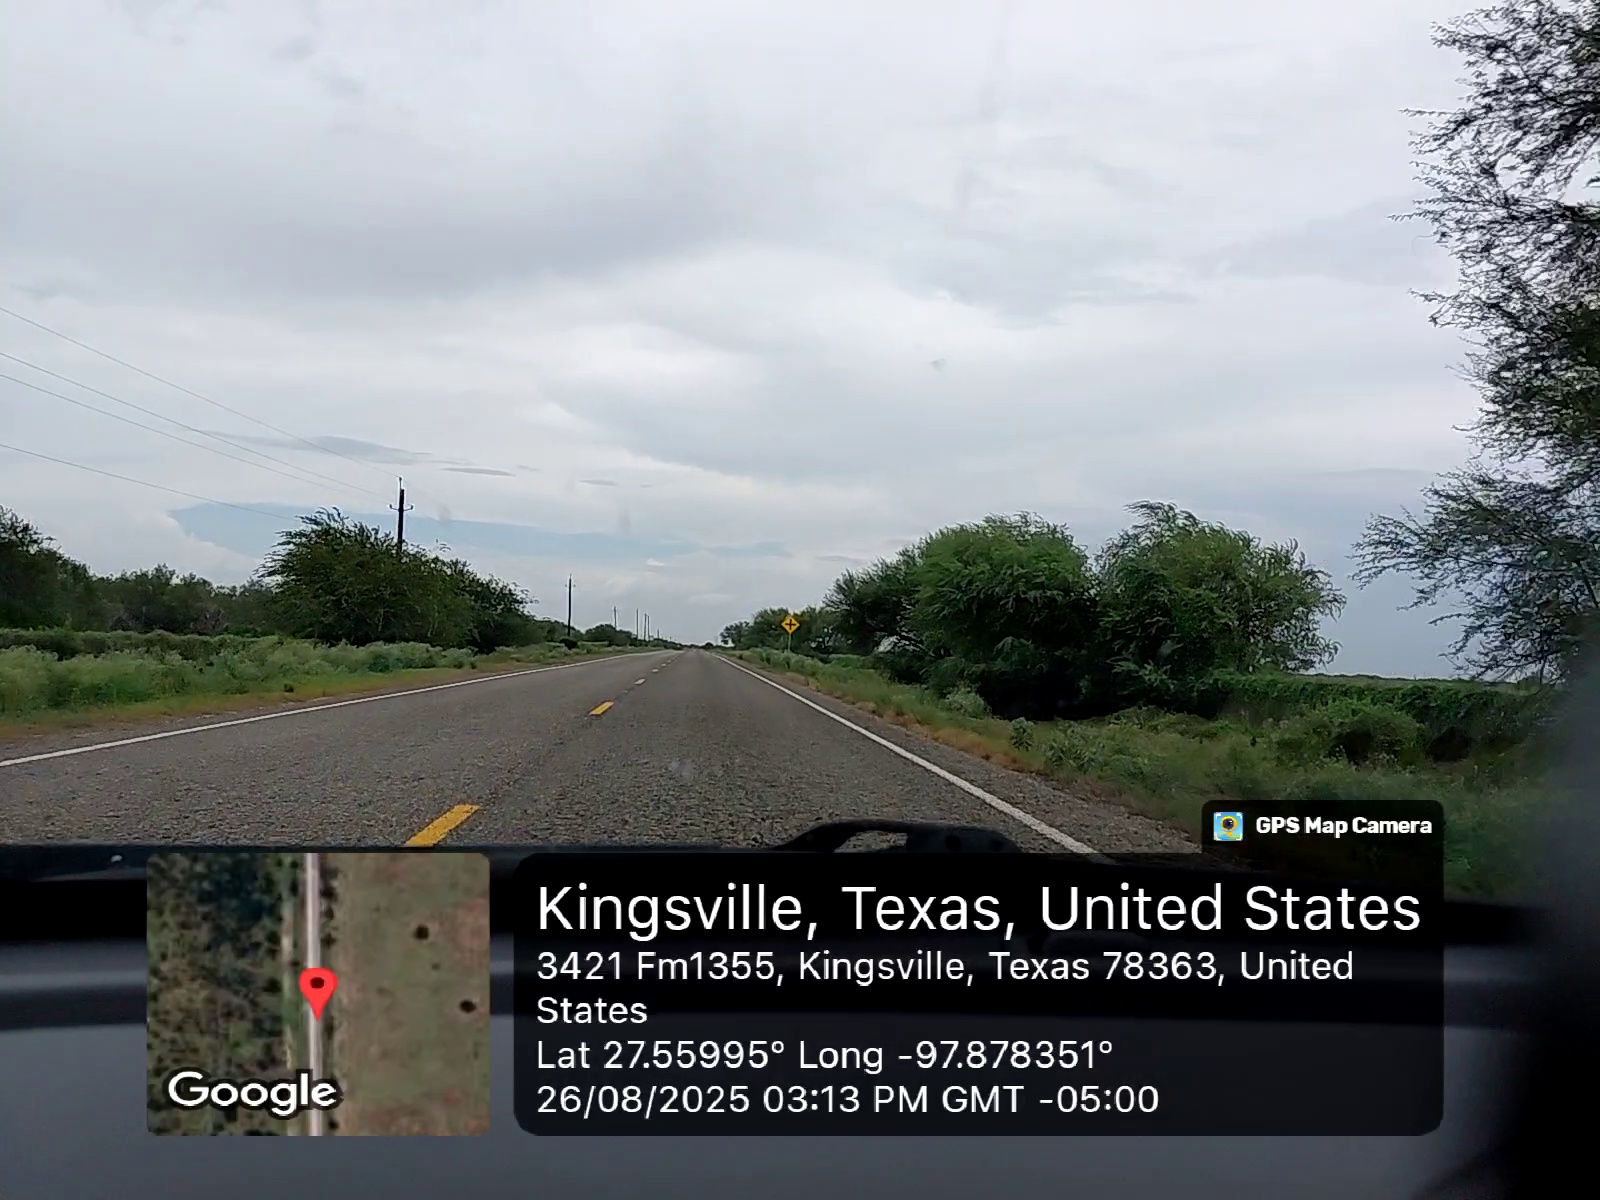 GPS Map Camera
Kingsville, Texas, United States
3421 Fm1355, Kingsville, Texas 78363, United
States
Lat 27.55995° Long -97.878351°
26/08/2025 03:13 PM GMT -05:00
Google